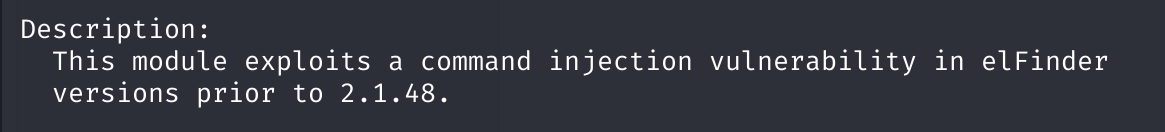 Description:
This module exploits a command injection vulnerability in elFinder
versions prior to 2.1.48.